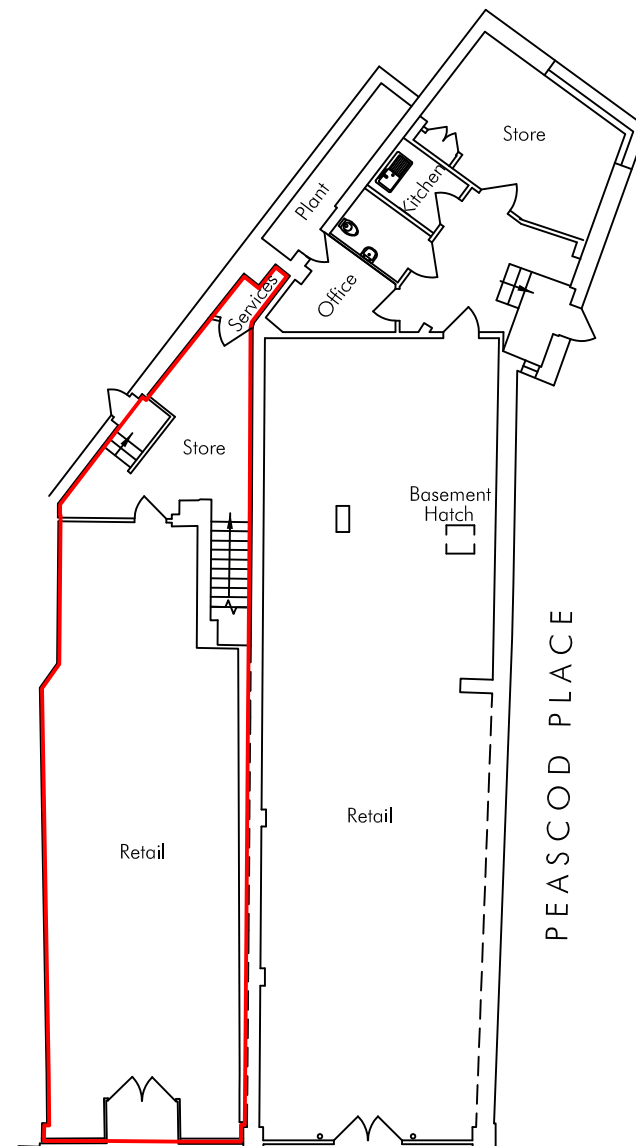 Store
Kitchen
Plant
Office
Services
Store
Basement
Hatch
PEASCOD PLACE
Retail
Retail